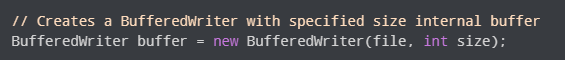 // Creates a BufferedWriter with specified size internal buffer
BufferedWriter buffer = new BufferedWriter(file, int size);